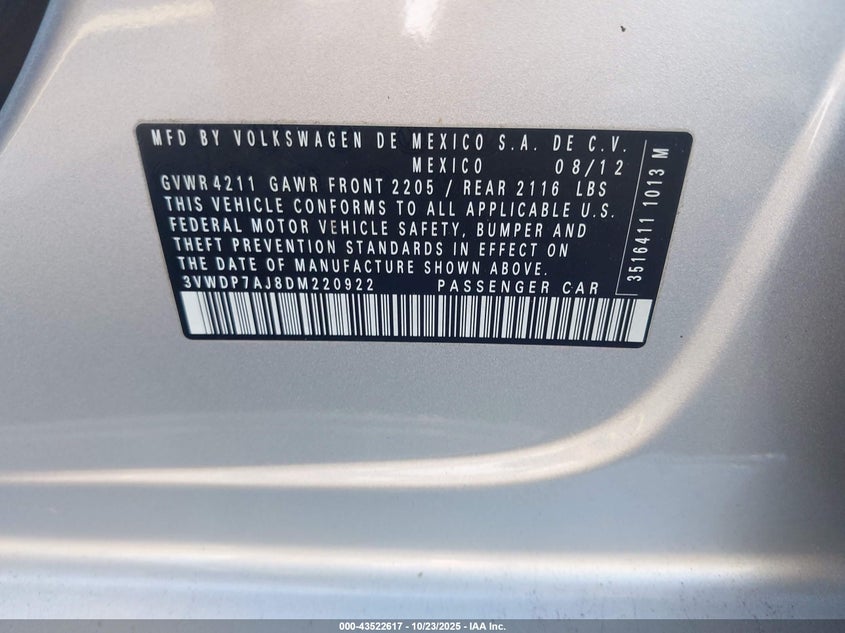 MFD BY VOLKSWAGEN DE MEXICO S.A. DE C.V.
MEXICO 08/12
GVWR 4211 GAWR FRONT 2205 / REAR 2116 LBS
THIS VEHICLE CONFORMS TO ALL APPLICABLE U.S.
FEDERAL MOTOR VEHICLE SAFETY, BUMPER AND
THEFT PREVENTION STANDARDS IN EFFECT ON
THE DATE OF MANUFACTURE SHOWN ABOVE.
3VWDP7AJ8DM220922 PASSENGER CAR
3516411 1013 M
000-43522617 - 10/23/2025 - IAA Inc.